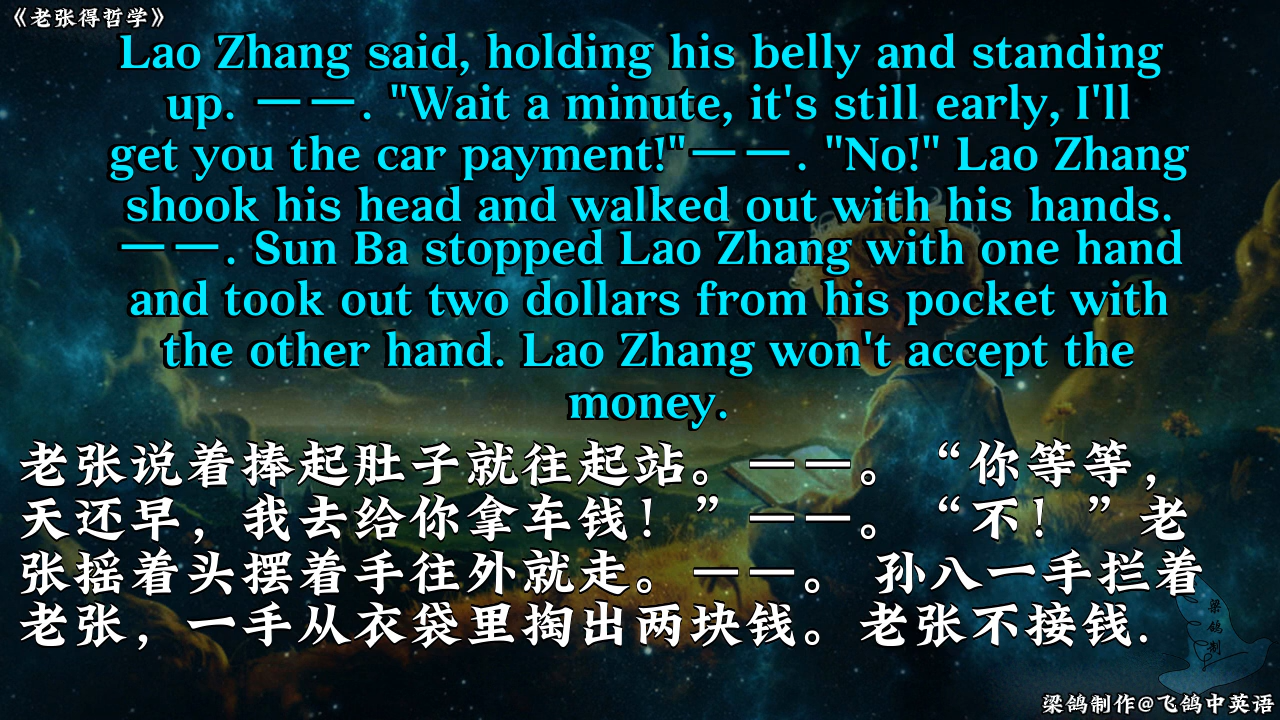 《老张得哲学》
Lao Zhang said, holding his belly and standing
up. ——. "Wait a minute, it's still early, I'll
get you the car payment!"——. "No!" Lao Zhang
shook his head and walked out with his hands.
——. Sun Ba stopped Lao Zhang with one hand
and took out two dollars from his pocket with
the other hand. Lao Zhang won't accept the
money.
老张说着捧起肚子就往起站。——。“你等等，
天还早，我去给你拿车钱！”——。“不！”老
张摇着头摆着手往外就走。——。 孙八一手拦着
老张，一手从衣袋里掏出两块钱。老张不接钱.
梁鸽制
梁鸽制作@飞鸽中英语